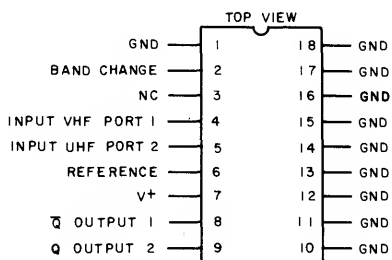 TOP VIEW
GND 1 18 GND
BAND CHANGE 2 17 GND
NC 3 16 GND
INPUT VHF PORT 1 4 15 GND
INPUT UHF PORT 2 5 14 GND
REFERENCE 6 13 GND
V+ 7 12 GND
Q̅ OUTPUT 1 8 11 GND
Q OUTPUT 2 9 10 GND